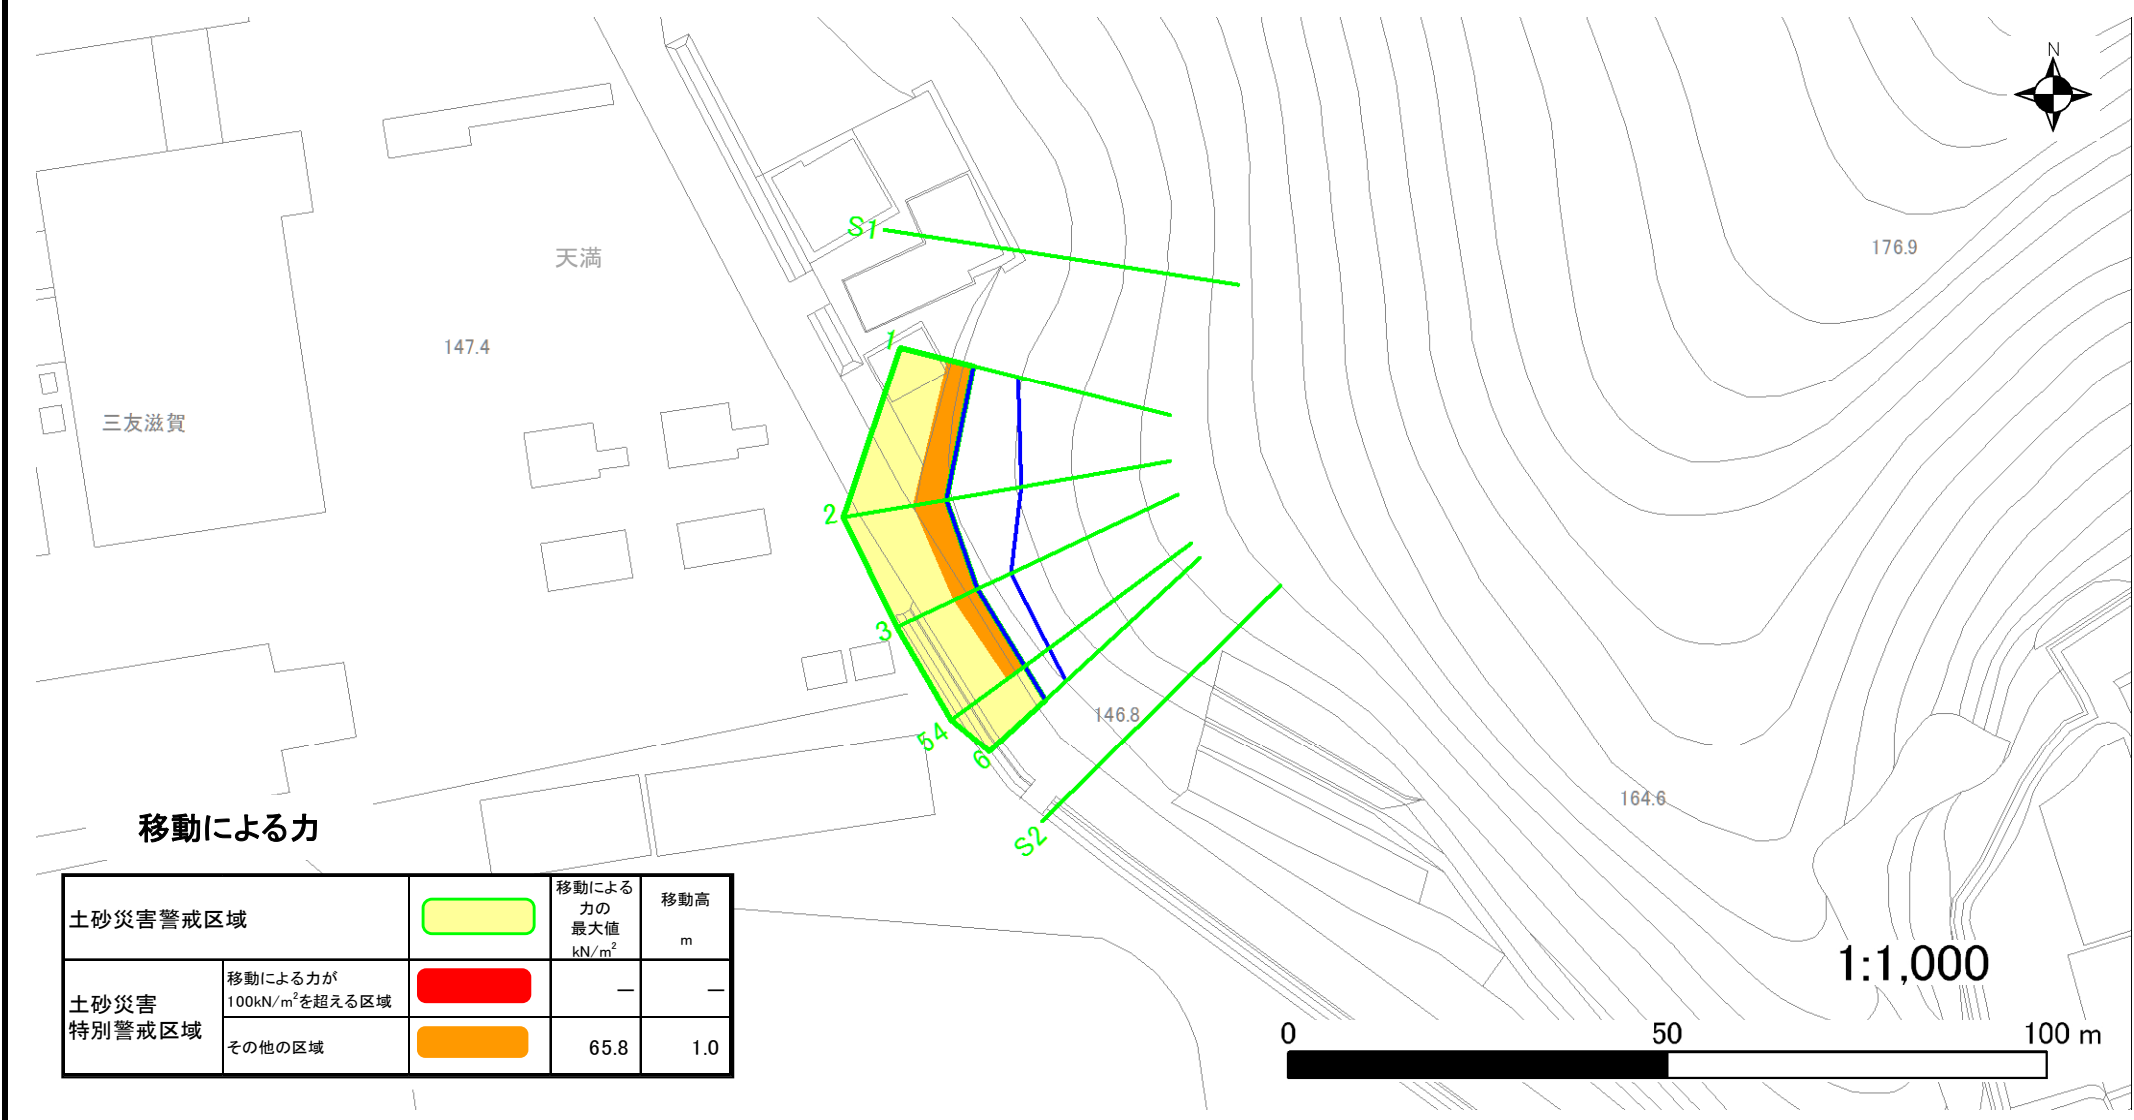 N
176.9
S1
天満
1
147.4
三友滋賀
2
3
54
6
146.8
S2
164.6
移動による力
土砂災害警戒区域
移動による
力の
最大値
kN/m²
移動高
m
土砂災害
特別警戒区域
移動による力が
100kN/m²を超える区域
— —
その他の区域
65.8 1.0
1:1,000
0 50 100 m